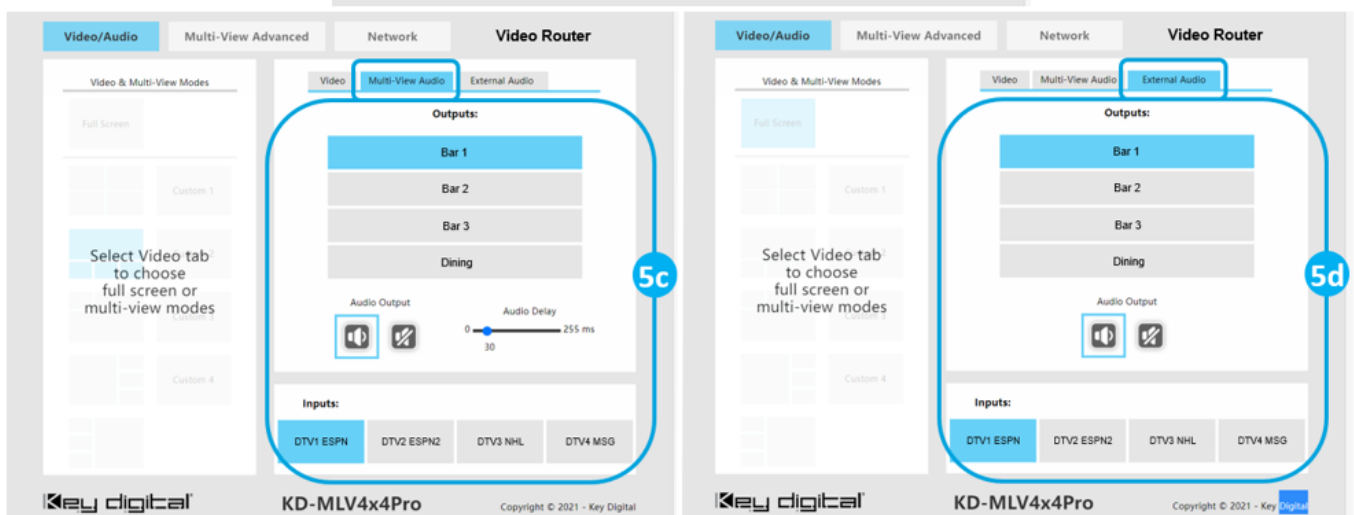 Video/Audio Multi-View Advanced Network Video Router
Video & Multi-View Modes
Full Screen
Custom 1
Select Video tab
to choose
full screen or
multi-view modes
Custom 3
Custom 4
Video Multi-View Audio External Audio
Outputs:
Bar 1
Bar 2
Bar 3
Dining
Audio Output
Audio Delay
0 255 ms
30
5c
Inputs:
DTV1 ESPN DTV2 ESPN2 DTV3 NHL DTV4 MSG
Key digital KD-MLV4x4Pro Copyright © 2021 - Key Digital
Video/Audio Multi-View Advanced Network Video Router
Video & Multi-View Modes
Full Screen
Custom 1
Select Video tab
to choose
full screen or
multi-view modes
Custom 3
Custom 4
Video Multi-View Audio External Audio
Outputs:
Bar 1
Bar 2
Bar 3
Dining
Audio Output
5d
Inputs:
DTV1 ESPN DTV2 ESPN2 DTV3 NHL DTV4 MSG
Key digital KD-MLV4x4Pro Copyright © 2021 - Key Digital